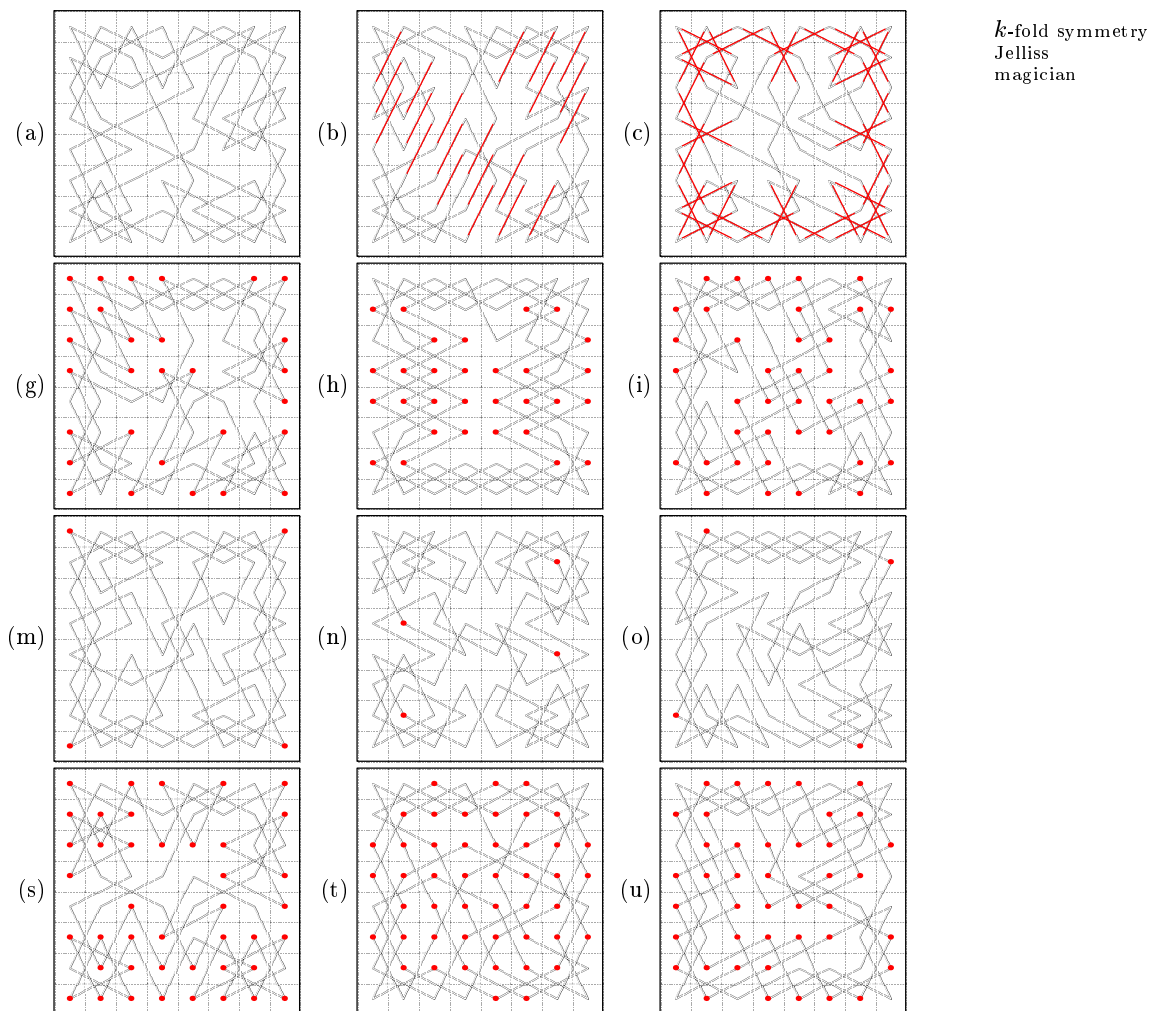 k-fold symmetry
Jelliss
magician
(a)
(b)
(c)
(g)
(h)
(i)
(m)
(n)
(o)
(s)
(t)
(u)